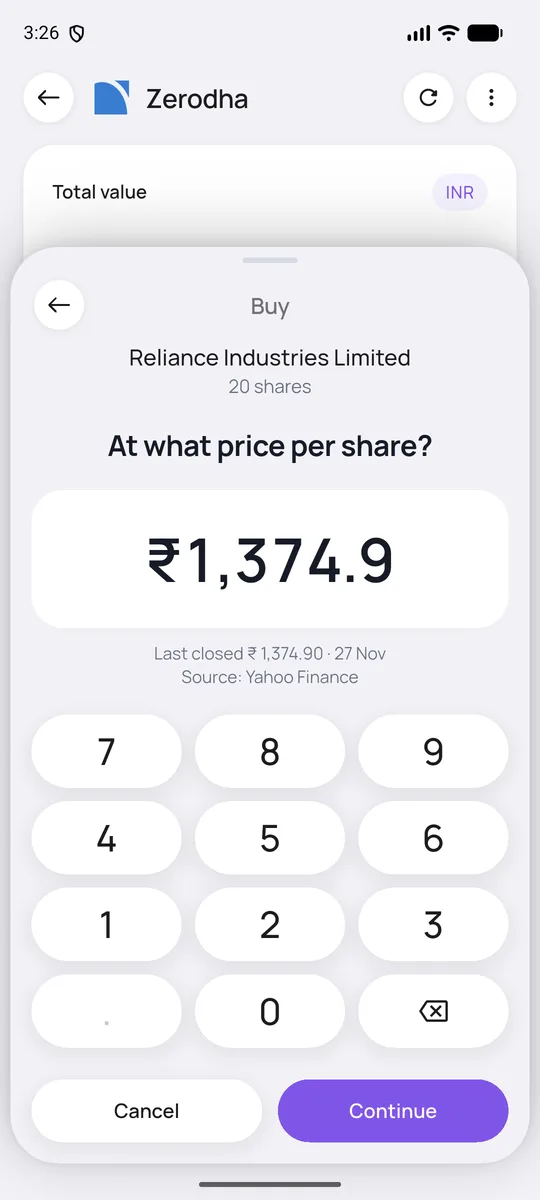 3:26
Zerodha
Total value
INR
Buy
Reliance Industries Limited
20 shares
At what price per share?
₹1,374.9
Last closed ₹ 1,374.90 · 27 Nov
Source: Yahoo Finance
7 8 9
4 5 6
1 2 3
. 0
Cancel
Continue